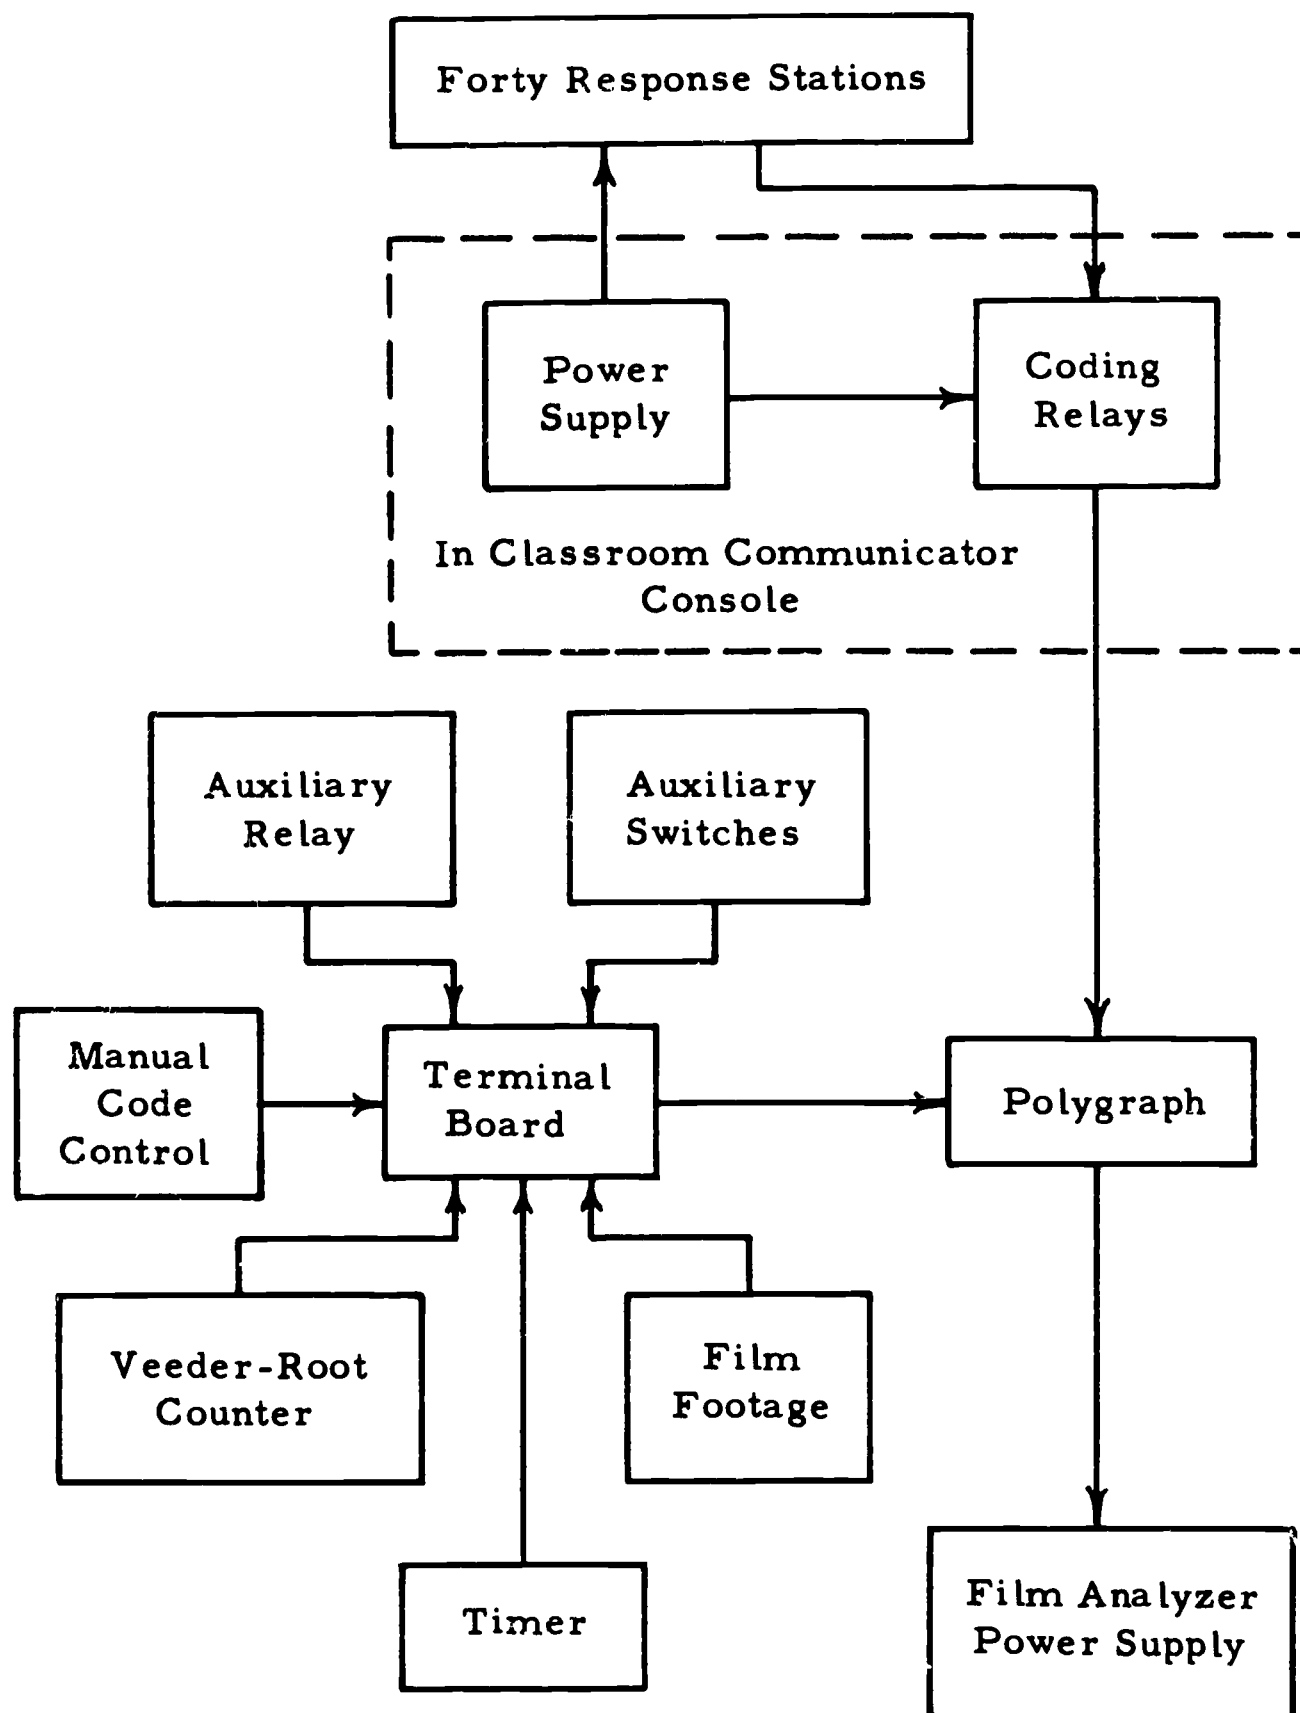 Forty Response Stations
Power
Supply
Coding
Relays
In Classroom Communicator
Console
Auxiliary
Relay
Auxiliary
Switches
Manual
Code
Control
Terminal
Board
Polygraph
Veeder-Root
Counter
Film
Footage
Timer
Film Analyzer
Power Supply